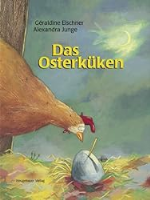 Géraldine Elschner
Alexandra Junge
Das
Osterküken